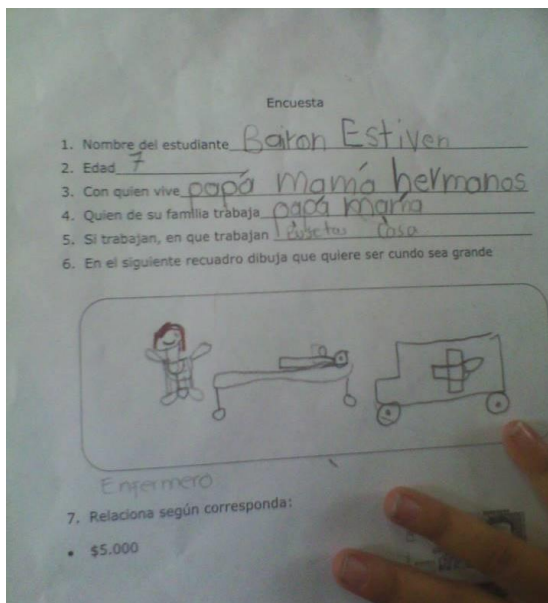 Encuesta
1. Nombre del estudiante Bairon Estiven
2. Edad 7
3. Con quien vive papá Mamá hermanos
4. Quien de su familia trabaja papá Mamá
5. Si trabajan, en que trabajan Casa
6. En el siguiente recuadro dibuja que quiere ser cundo sea grande
Enfermero
7. Relaciona según corresponda:
• $5.000